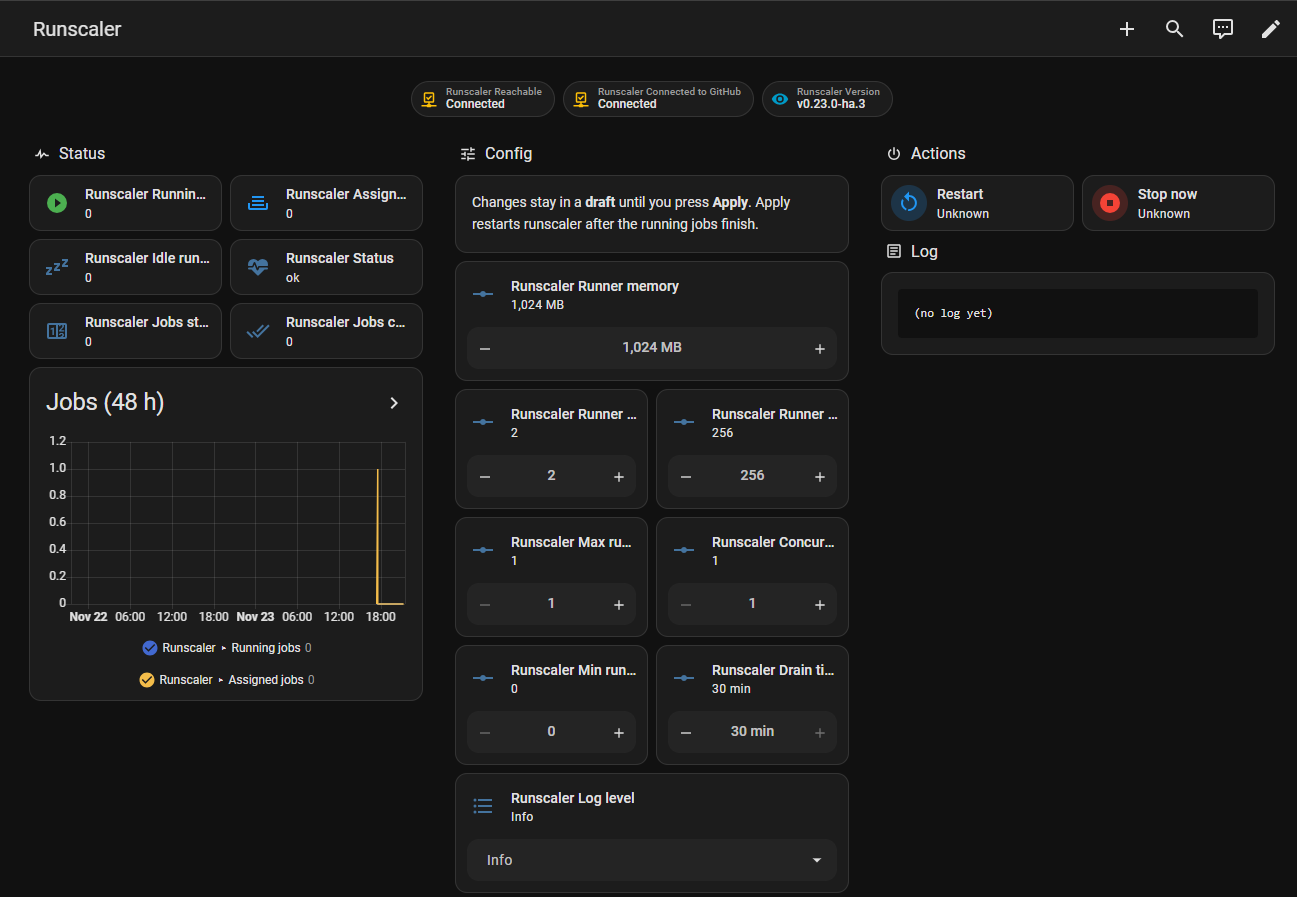 Runscaler
Runscaler Reachable
Connected
Runscaler Connected to GitHub
Connected
Runscaler Version
v0.23.0-ha.3
Status
Runscaler Runnin...
0
Runscaler Assign...
0
Runscaler Idle run...
0
Runscaler Status
ok
Runscaler Jobs st...
0
Runscaler Jobs c...
0
Jobs (48 h)
1.2
1.0
0.8
0.6
0.4
0.2
0
Nov 22 06:00 12:00 18:00 Nov 23 06:00 12:00 18:00
Runscaler ▸ Running jobs 0
Runscaler ▸ Assigned jobs 0
Config
Changes stay in a draft until you press Apply. Apply
restarts runscaler after the running jobs finish.
Runscaler Runner memory
1,024 MB
− 1,024 MB +
Runscaler Runner ...
2
− 2 +
Runscaler Runner ...
256
− 256 +
Runscaler Max ru...
1
− 1 +
Runscaler Concur...
1
− 1 +
Runscaler Min run...
0
− 0 +
Runscaler Drain ti...
30 min
− 30 min +
Runscaler Log level
Info
Info
Actions
Restart
Unknown
Stop now
Unknown
Log
(no log yet)